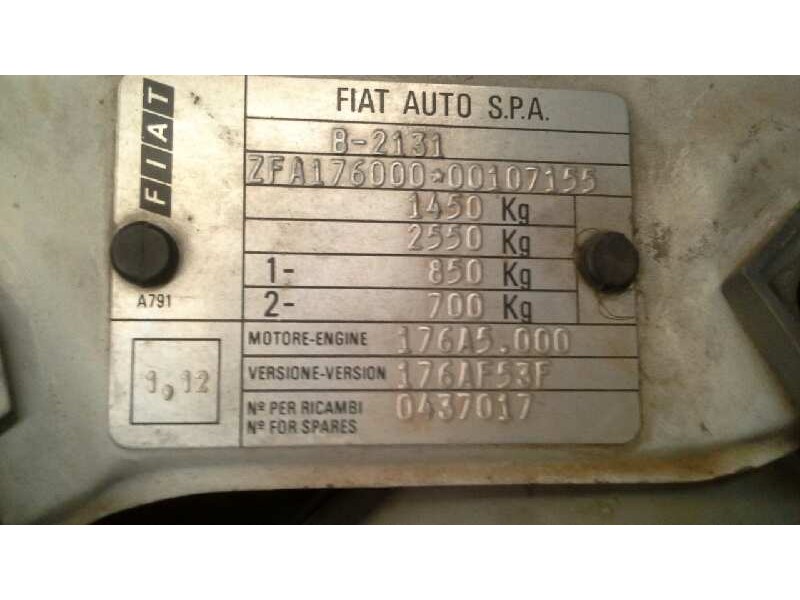 FIAT
FIAT AUTO S.P.A.
B-2131
ZFA176000*00107155
1450 Kg
2550 Kg
1- 850 Kg
2- 700 Kg
A791
1,12
MOTORE-ENGINE 176A5.000
VERSIONE-VERSION 176AF53F
Nº PER RICAMBI 0437017
Nº FOR SPARES